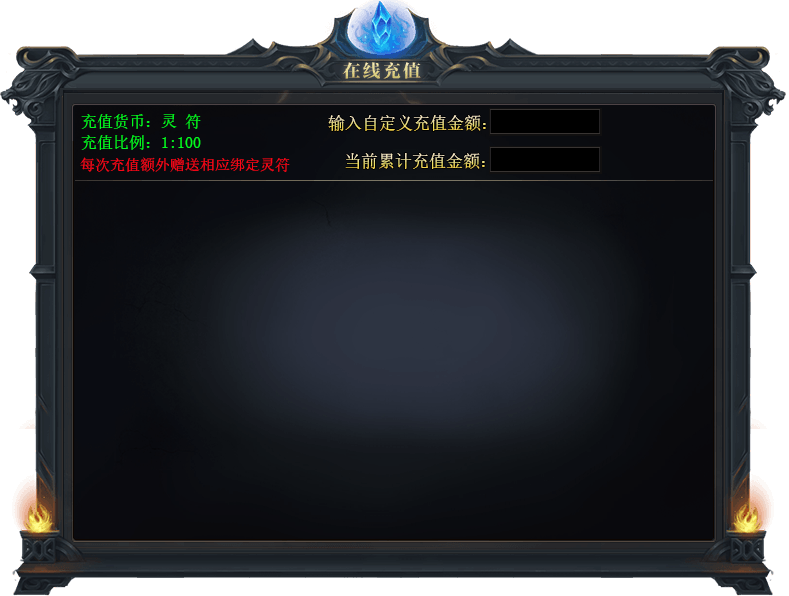 在线充值
充值货币：灵 符
输入自定义充值金额:
充值比例：1:100
当前累计充值金额:
每次充值额外赠送相应绑定灵符